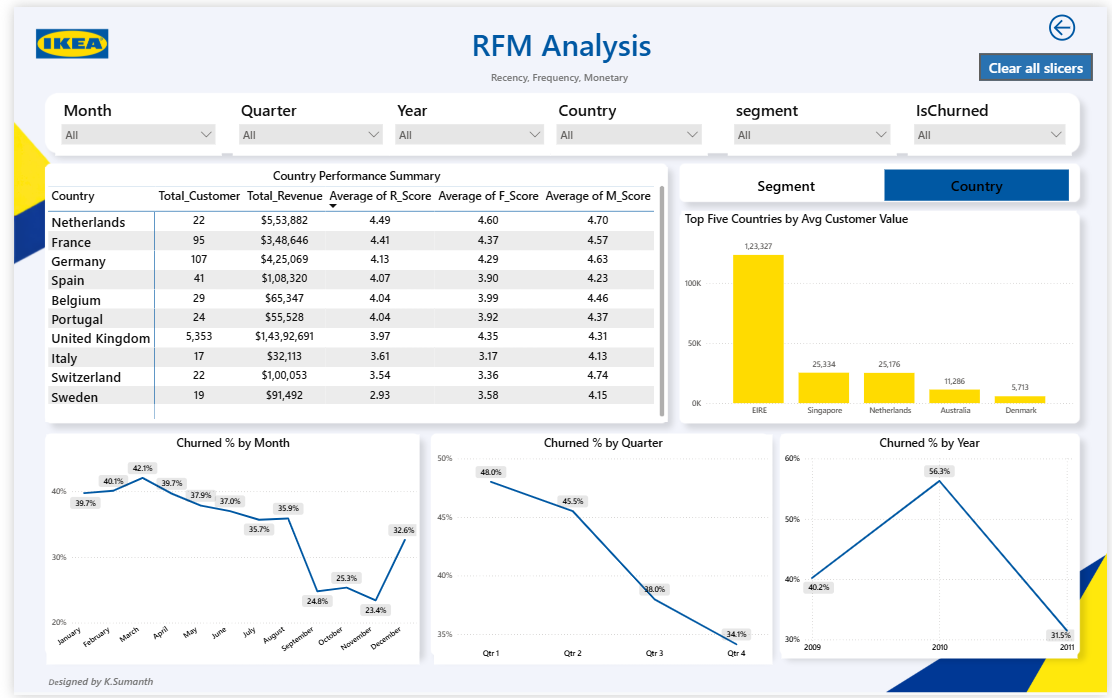 IKEA
RFM Analysis
Recency, Frequency, Monetary
Clear all slicers
Month Quarter Year Country segment IsChurned
All All All All All All
Country Performance Summary
Country Total_Customer Total_Revenue Average of R_Score Average of F_Score Average of M_Score
Netherlands 22 $5,53,882 4.49 4.60 4.70
France 95 $3,48,646 4.41 4.37 4.57
Germany 107 $4,25,069 4.13 4.29 4.63
Spain 41 $1,08,320 4.07 3.90 4.23
Belgium 29 $65,347 4.04 3.99 4.46
Portugal 24 $55,528 4.04 3.92 4.37
United Kingdom 5,353 $1,43,92,691 3.97 4.35 4.31
Italy 17 $32,113 3.61 3.17 4.13
Switzerland 22 $1,00,053 3.54 3.36 4.74
Sweden 19 $91,492 2.93 3.58 4.15
Segment Country
Top Five Countries by Avg Customer Value
1,23,327
100K
50K
25,334 25,176 11,286 5,713
0K
EIRE Singapore Netherlands Australia Denmark
Churned % by Month
42.1%
40.1% 39.7%
40% 39.7% 37.9% 37.0% 35.7% 35.9% 32.6%
30%
24.8% 25.3% 23.4%
20%
January February March April May June July August September October November December
Churned % by Quarter
50%
48.0%
45.5%
45%
40%
38.0%
35% 34.1%
Qtr 1 Qtr 2 Qtr 3 Qtr 4
Churned % by Year
60%
56.3%
50%
40%
40.2%
30% 31.5%
2009 2010 2011
Designed by K.Sumanth